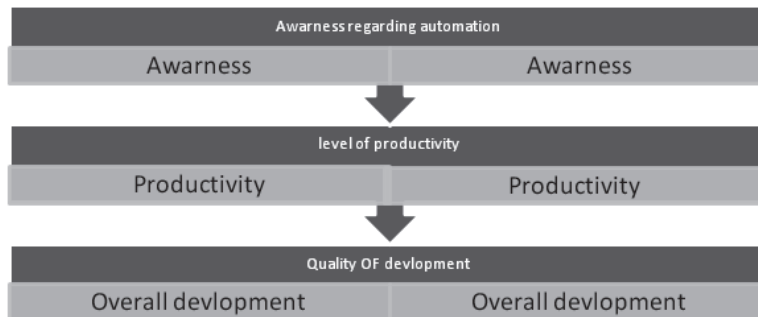 Awarness regarding automation
Awarness Awarness
level of productivity
Productivity Productivity
Quality OF devlopment
Overall devlopment Overall devlopment